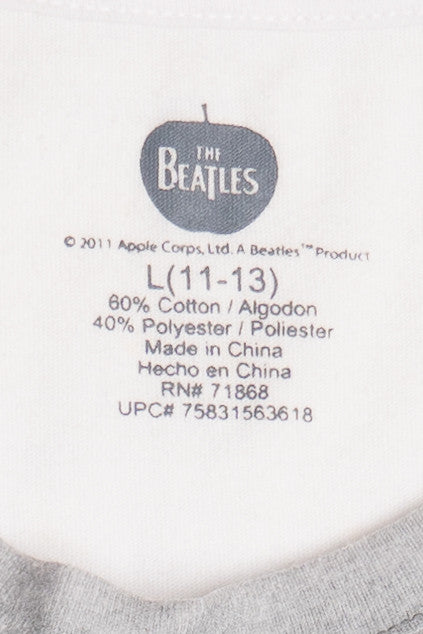 THE
BEATLES
© 2011 Apple Corps, Ltd. A Beatles™ Product
L(11-13)
60% Cotton / Algodon
40% Polyester / Poliester
Made in China
Hecho en China
RN# 71868
UPC# 75831563618